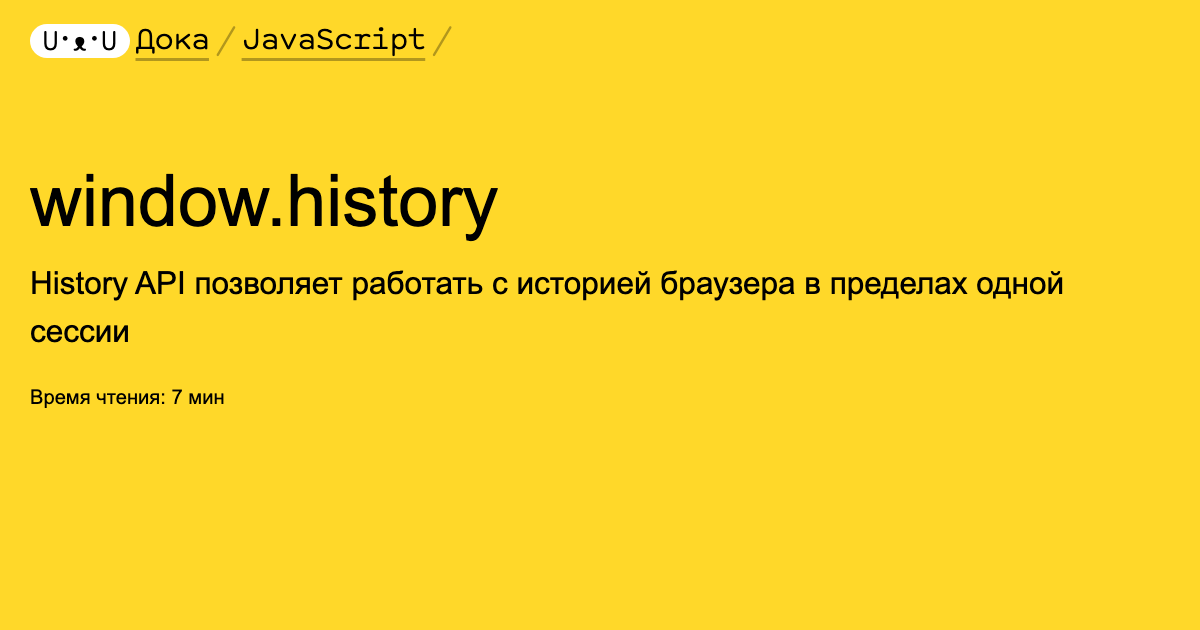 U·ᴥ·U Дока / JavaScript /
window.history
History API позволяет работать с историей браузера в пределах одной
сессии
Время чтения: 7 мин